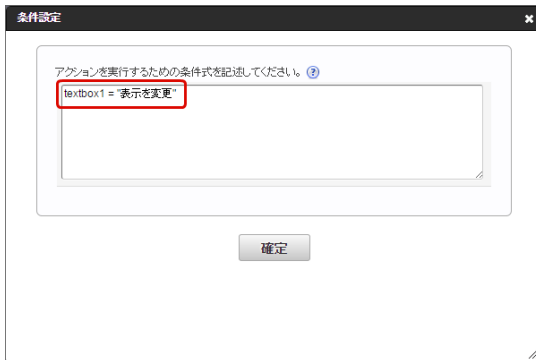 条件設定
アクションを実行するための条件式を記述してください。
textbox1 = "表示を変更"
確定